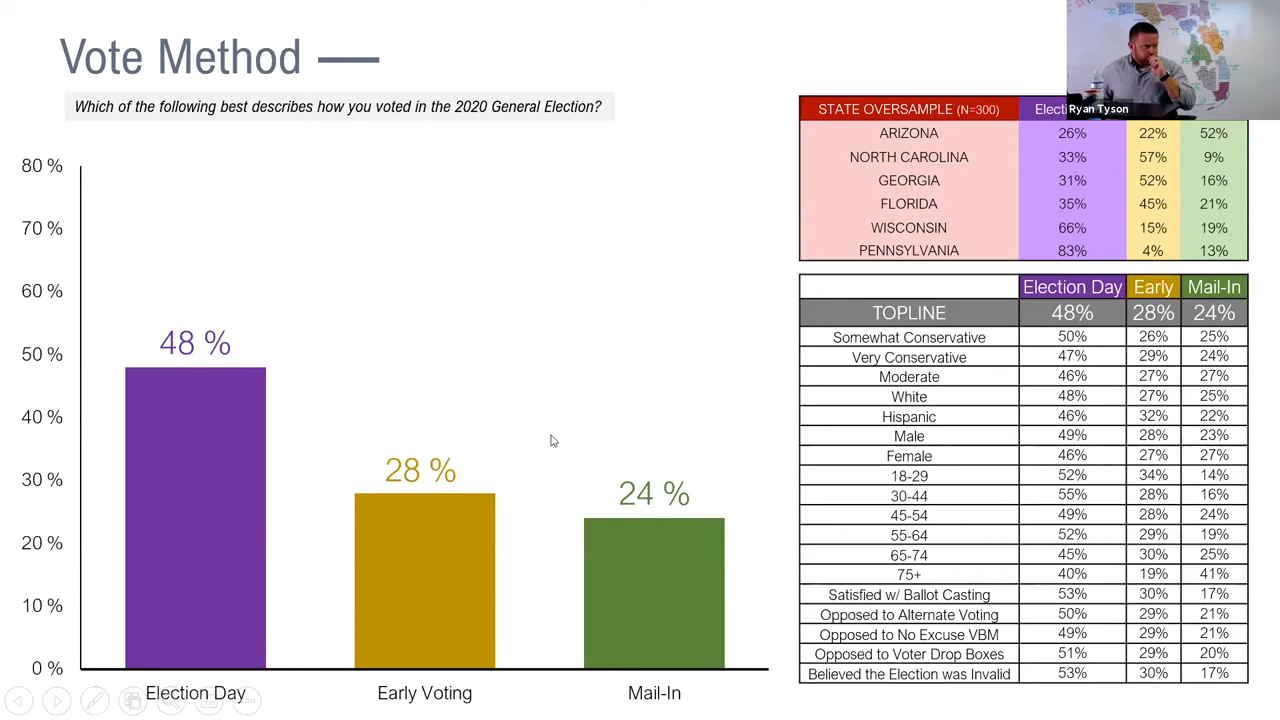 Vote Method —
Which of the following best describes how you voted in the 2020 General Election?
80 %
70 %
60 %
50 %
40 %
30 %
20 %
10 %
0 %
48 %
28 %
24 %
Election Day
Early Voting
Mail-In
Ryan Tyson
STATE OVERSAMPLE (N=300)
ARIZONA 26% 22% 52%
NORTH CAROLINA 33% 57% 9%
GEORGIA 31% 52% 16%
FLORIDA 35% 45% 21%
WISCONSIN 66% 15% 19%
PENNSYLVANIA 83% 4% 13%
Election Day Early Mail-In
TOPLINE 48% 28% 24%
Somewhat Conservative 50% 26% 25%
Very Conservative 47% 29% 24%
Moderate 46% 27% 27%
White 48% 27% 25%
Hispanic 46% 32% 22%
Male 49% 28% 23%
Female 46% 27% 27%
18-29 52% 34% 14%
30-44 55% 28% 16%
45-54 49% 28% 24%
55-64 52% 29% 19%
65-74 45% 30% 25%
75+ 40% 19% 41%
Satisfied w/ Ballot Casting 53% 30% 17%
Opposed to Alternate Voting 50% 29% 21%
Opposed to No Excuse VBM 49% 29% 21%
Opposed to Voter Drop Boxes 51% 29% 20%
Believed the Election was Invalid 53% 30% 17%